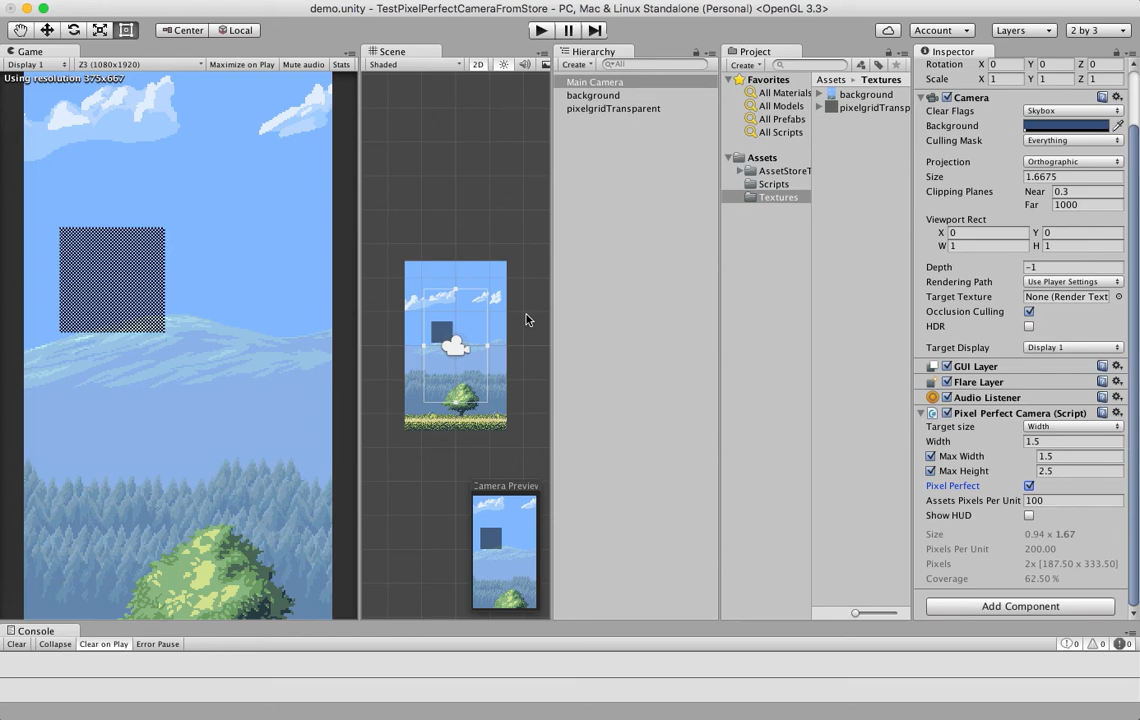 demo.unity - TestPixelPerfectCameraFromStore - PC, Mac & Linux Standalone (Personal) <OpenGL 3.3>
Center Local Account Layers 2 by 3
Game
Display 1 Z3 (1080x1920) Maximize on Play Mute audio Stats
Using resolution 375x667
Scene
Shaded 2D
Camera Preview
Hierarchy
Create All
Main Camera
background
pixelgridTransparent
Project
Create
Favorites
All Materials
All Models
All Prefabs
All Scripts
Assets
AssetStoreT
Scripts
Textures
Assets Textures
background
pixelgridTransp
Inspector
Rotation X 0 Y 0 Z 0
Scale X 1 Y 1 Z 1
Camera
Clear Flags Skybox
Background
Culling Mask Everything
Projection Orthographic
Size 1.6675
Clipping Planes Near 0.3
Far 1000
Viewport Rect
X 0 Y 0
W 1 H 1
Depth -1
Rendering Path Use Player Settings
Target Texture None (Render Text
Occlusion Culling
HDR
Target Display Display 1
GUI Layer
Flare Layer
Audio Listener
Pixel Perfect Camera (Script)
Target size Width
Width 1.5
Max Width 1.5
Max Height 2.5
Pixel Perfect
Assets Pixels Per Unit 100
Show HUD
Size 0.94 x 1.67
Pixels Per Unit 200.00
Pixels 2x [187.50 x 333.50]
Coverage 62.50 %
Add Component
Console
Clear Collapse Clear on Play Error Pause 0 0 0